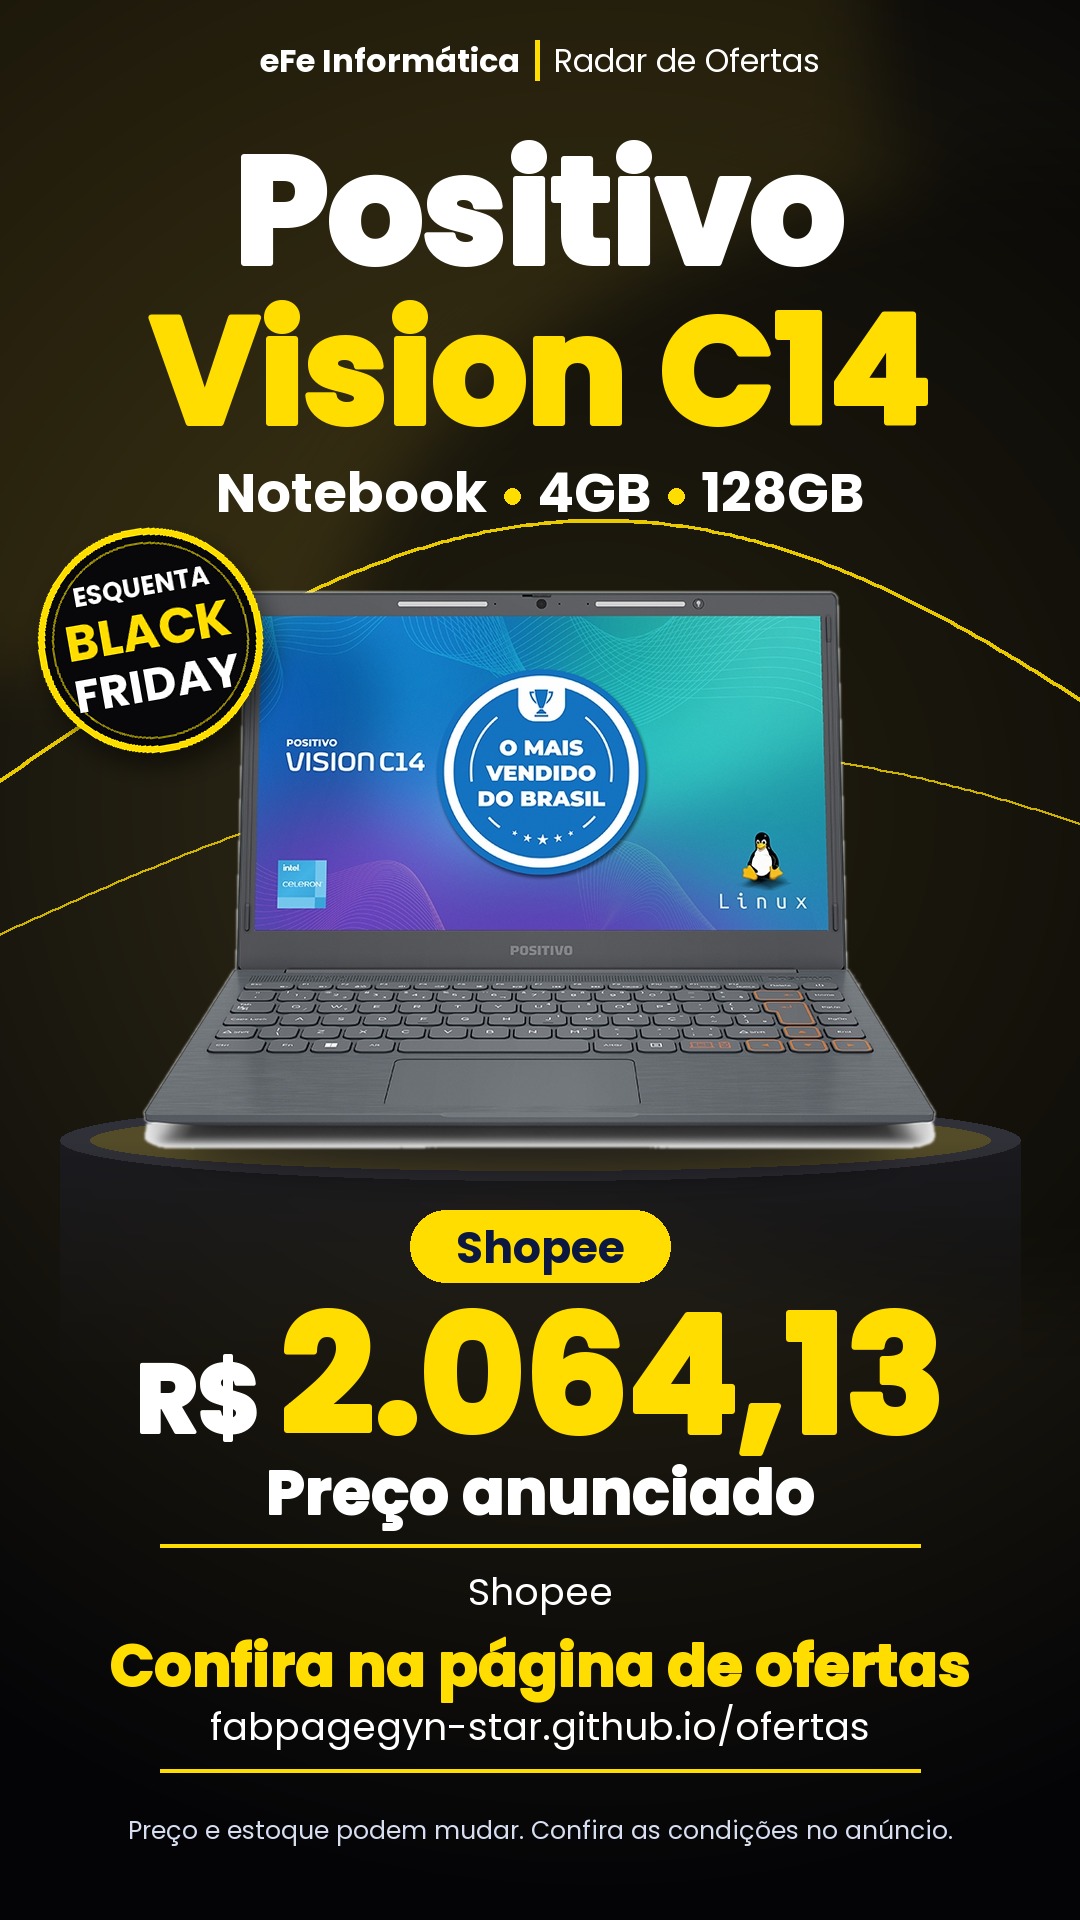 eFe Informática | Radar de Ofertas
Positivo
Vision C14
Notebook • 4GB • 128GB
ESQUENTA
BLACK
FRIDAY
POSITIVO
VISION C14
O MAIS
VENDIDO
DO BRASIL
intel
CELERON
Linux
POSITIVO
Shopee
R$ 2.064,13
Preço anunciado
Shopee
Confira na página de ofertas
fabpagegyn-star.github.io/ofertas
Preço e estoque podem mudar. Confira as condições no anúncio.